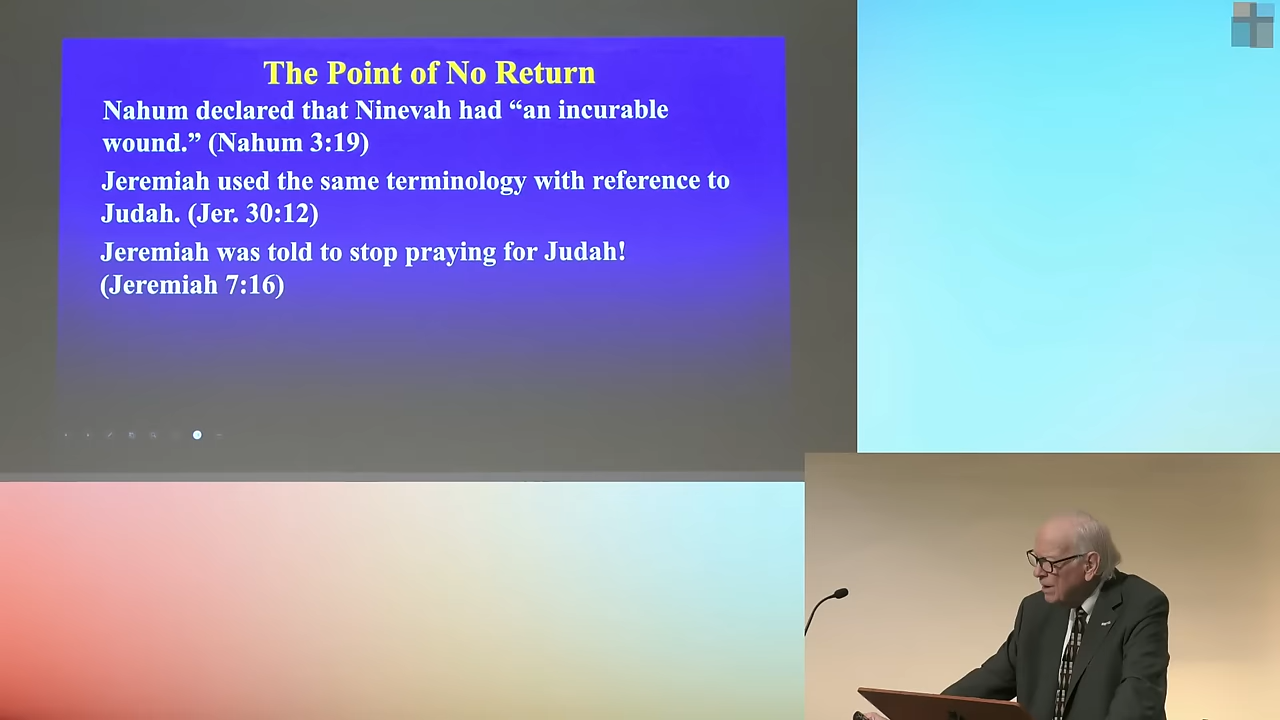 The Point of No Return
Nahum declared that Ninevah had “an incurable
wound.” (Nahum 3:19)
Jeremiah used the same terminology with reference to
Judah. (Jer. 30:12)
Jeremiah was told to stop praying for Judah!
(Jeremiah 7:16)